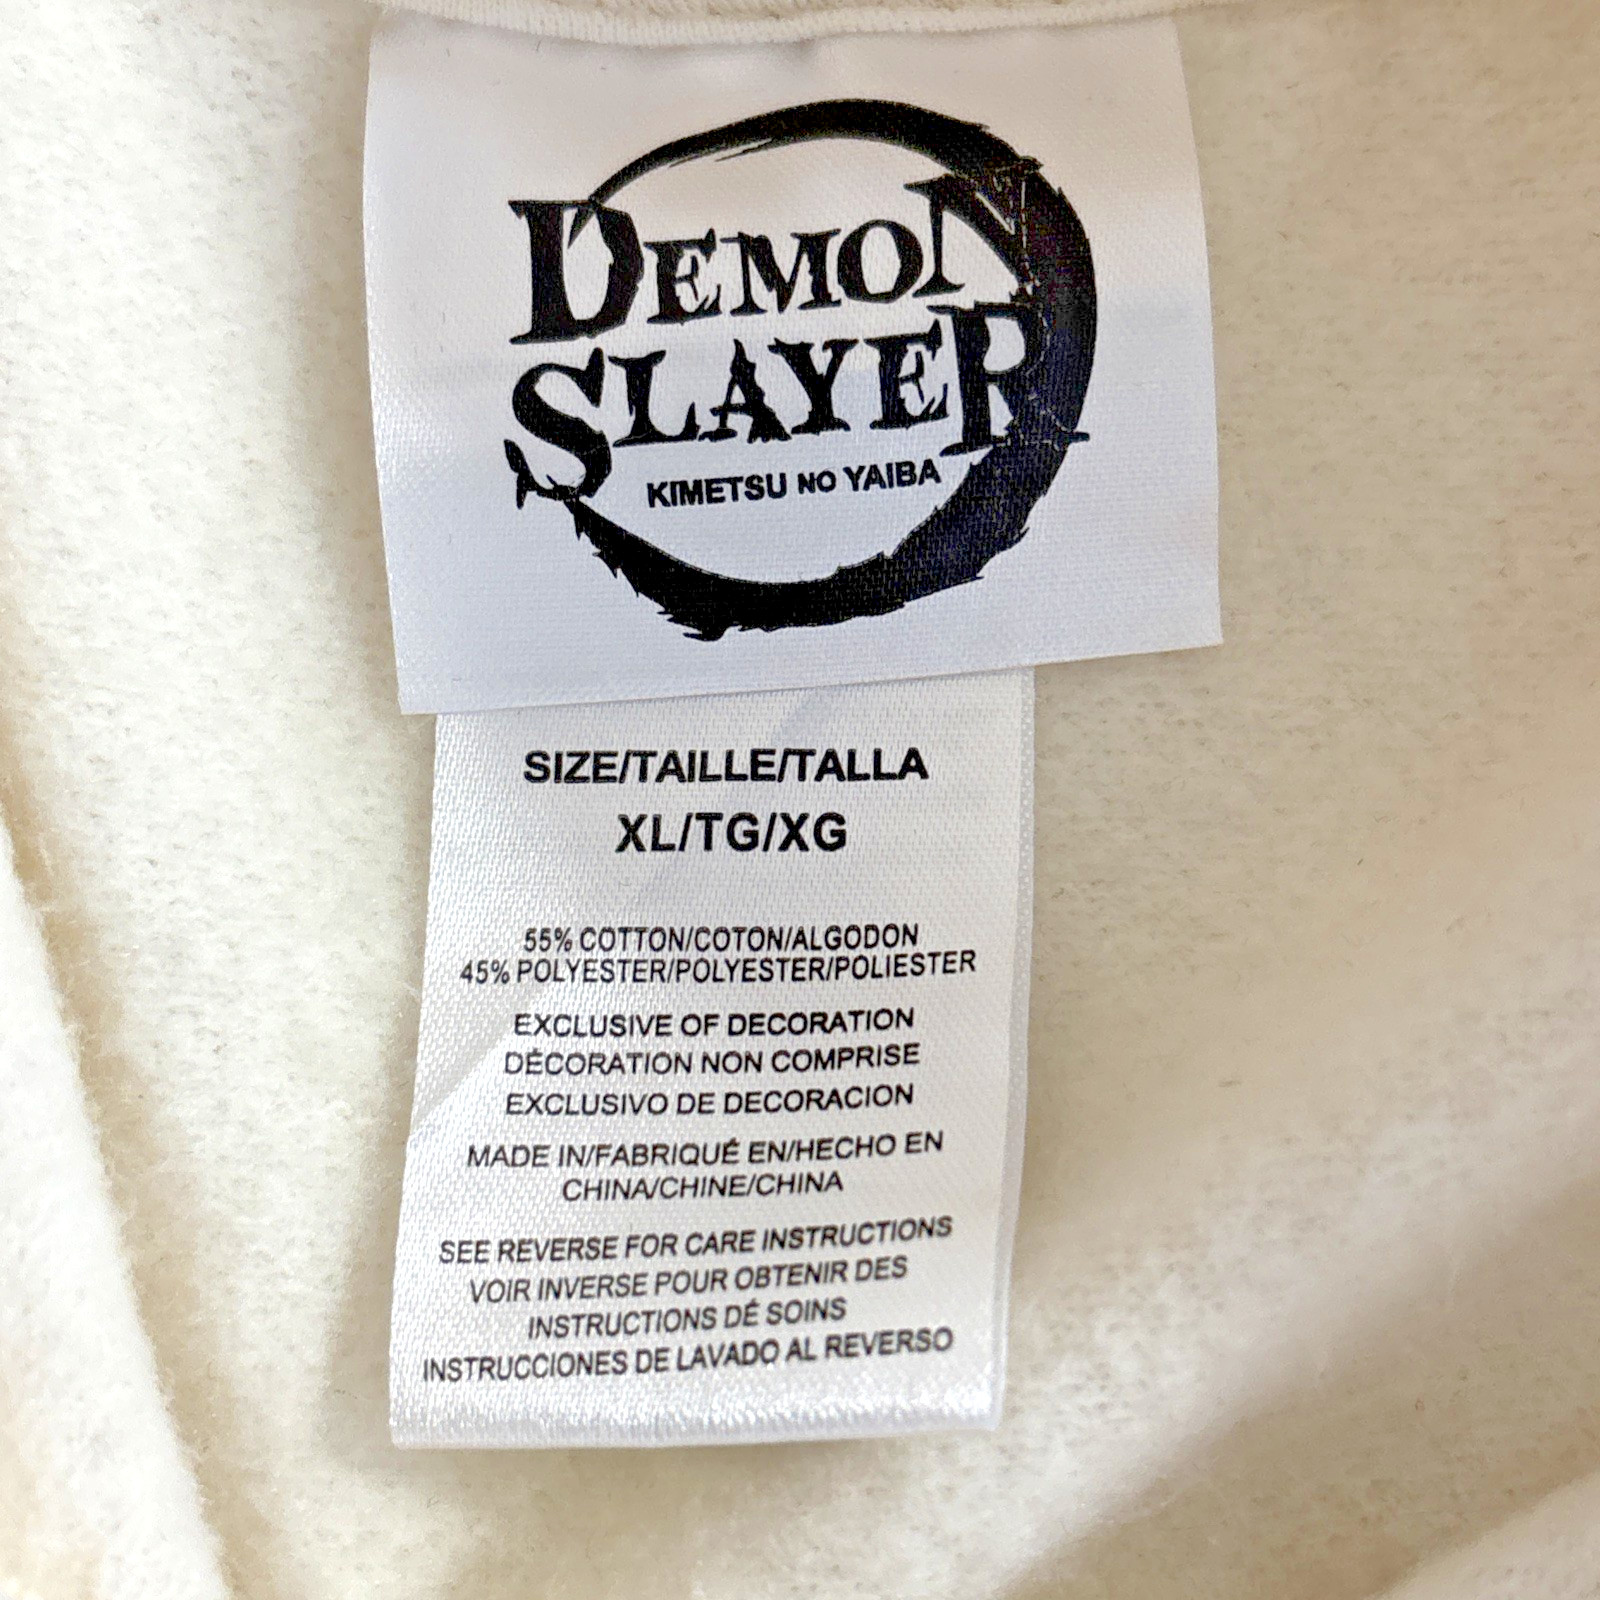 DEMON
SLAYER
KIMETSU NO YAIBA
SIZE/TAILLE/TALLA
XL/TG/XG
55% COTTON/COTON/ALGODON
45% POLYESTER/POLYESTER/POLIESTER
EXCLUSIVE OF DECORATION
DÉCORATION NON COMPRISE
EXCLUSIVO DE DECORACION
MADE IN/FABRIQUÉ EN/HECHO EN
CHINA/CHINE/CHINA
SEE REVERSE FOR CARE INSTRUCTIONS
VOIR INVERSE POUR OBTENIR DES
INSTRUCTIONS DÉ SOINS
INSTRUCCIONES DE LAVADO AL REVERSO